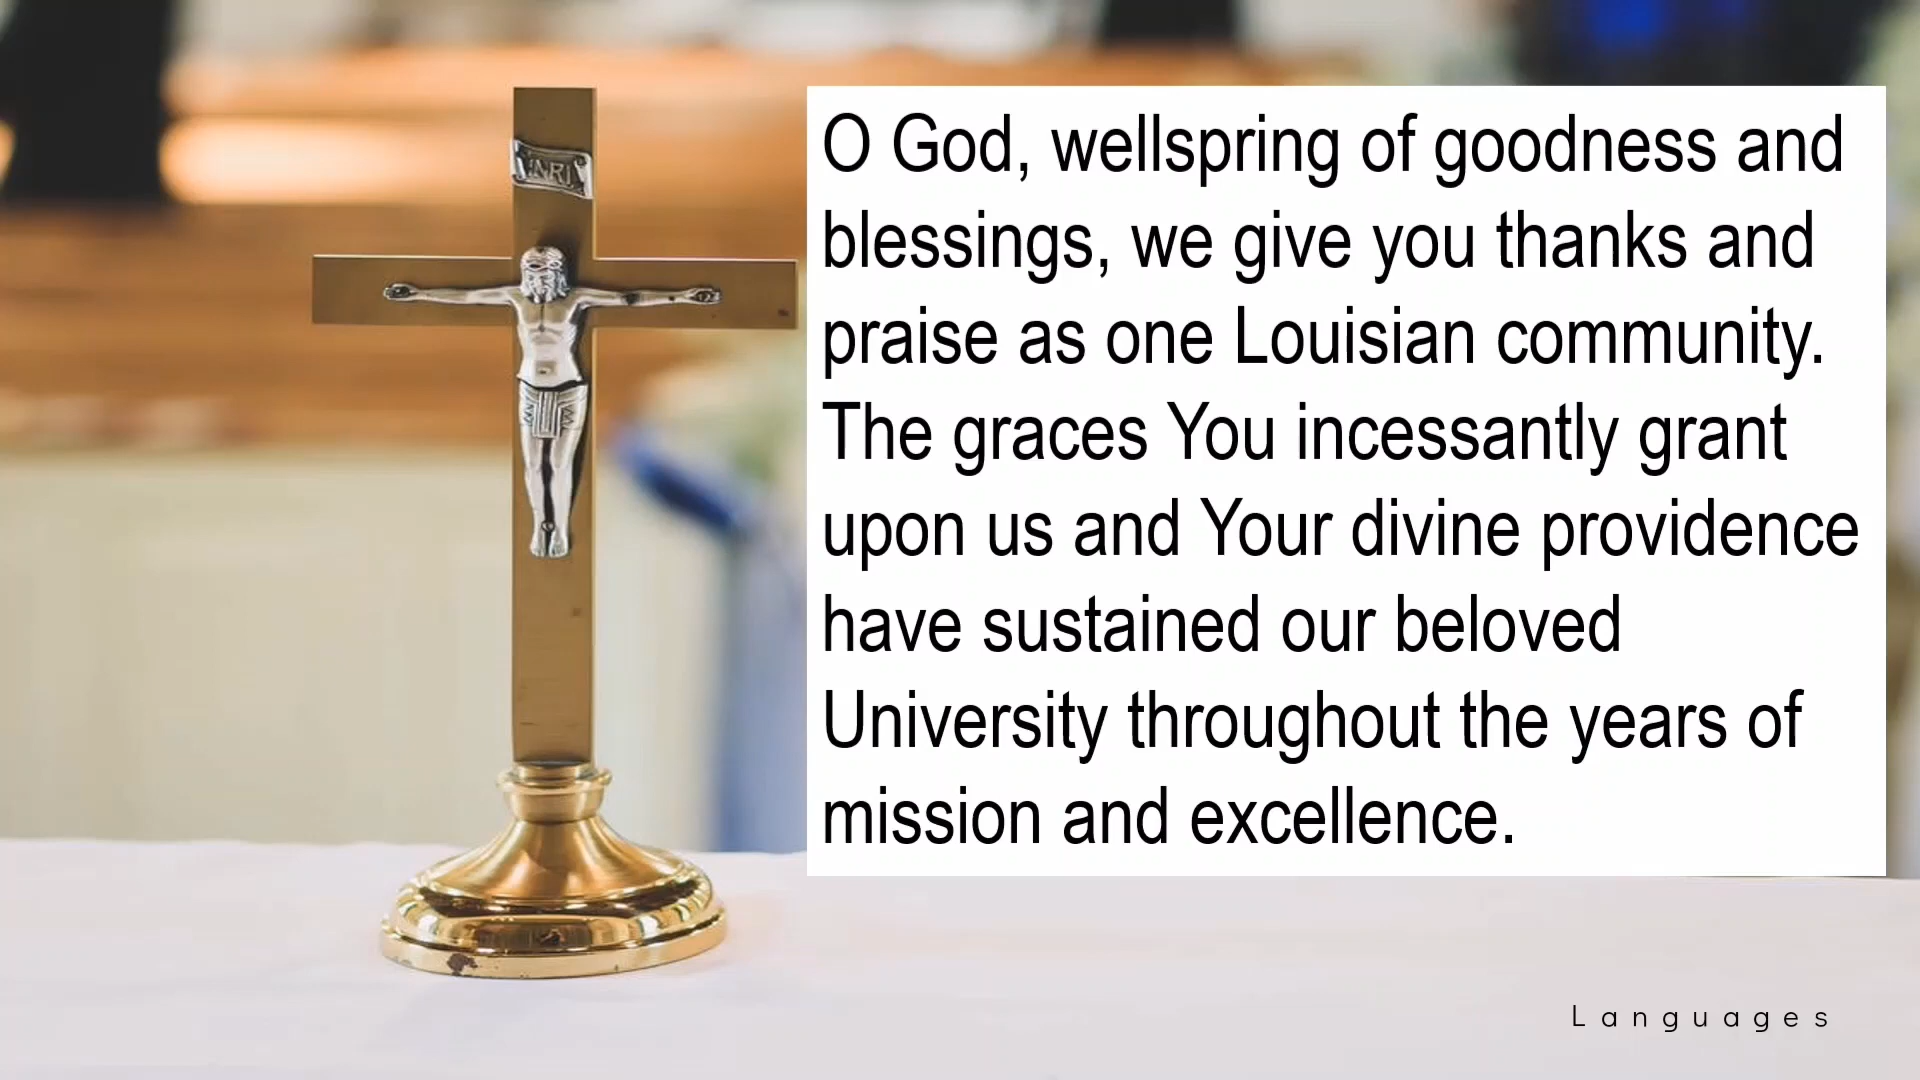 INRI
O God, wellspring of goodness and
blessings, we give you thanks and
praise as one Louisian community.
The graces You incessantly grant
upon us and Your divine providence
have sustained our beloved
University throughout the years of
mission and excellence.
Languages